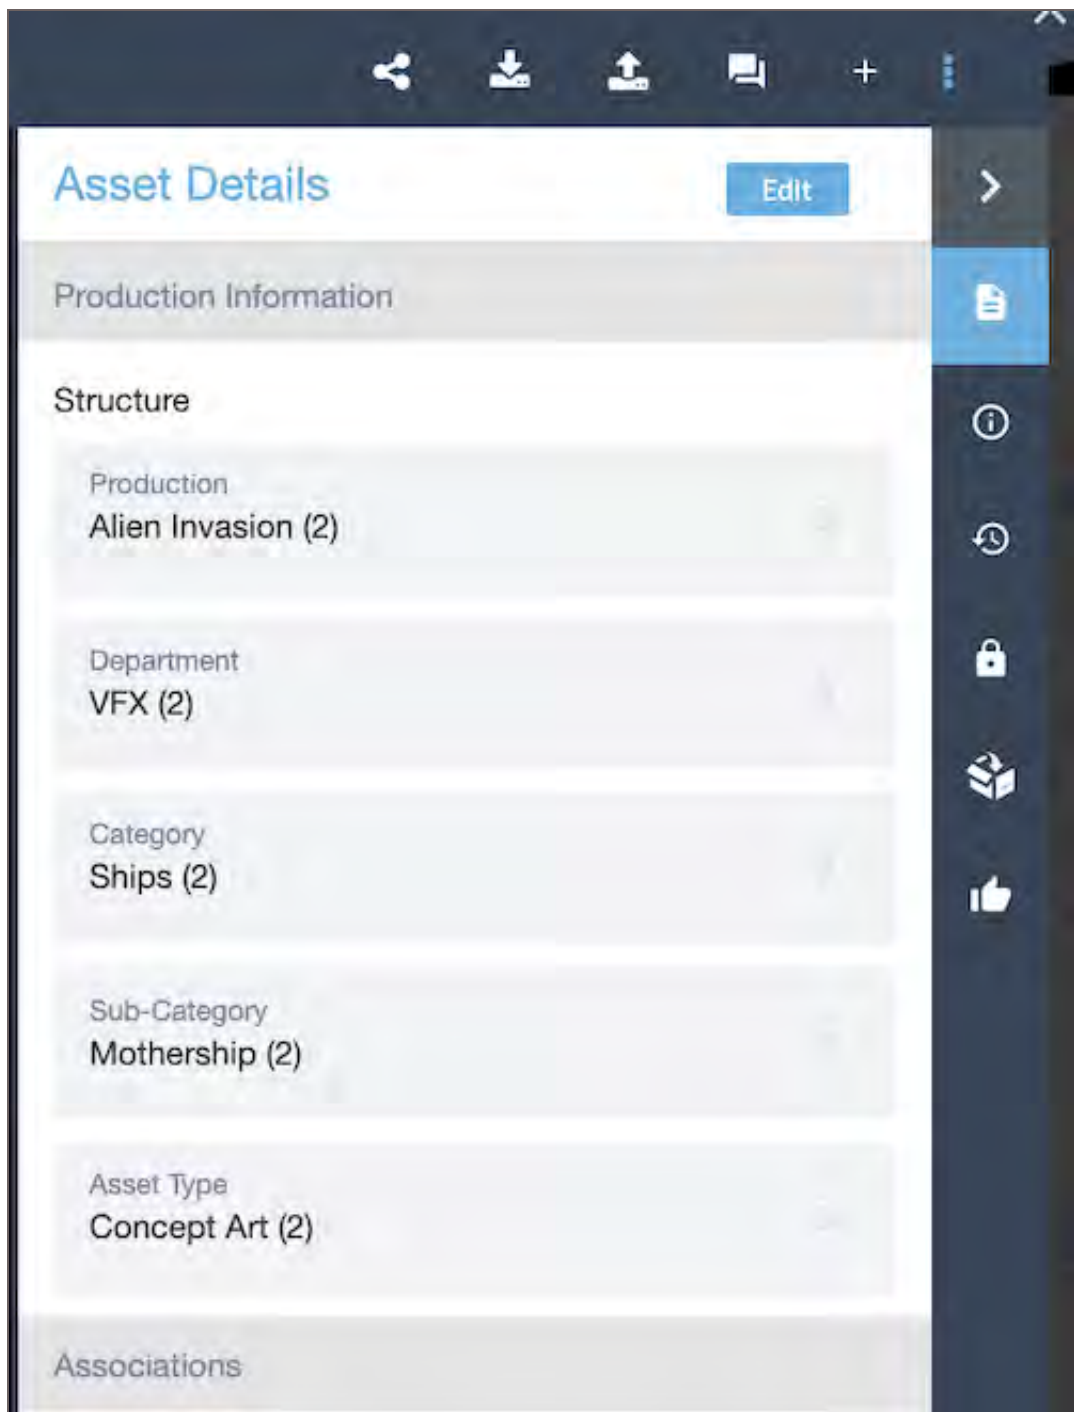 Asset Details
Edit
Production Information
Structure
Production
Alien Invasion (2)
Department
VFX (2)
Category
Ships (2)
Sub-Category
Mothership (2)
Asset Type
Concept Art (2)
Associations